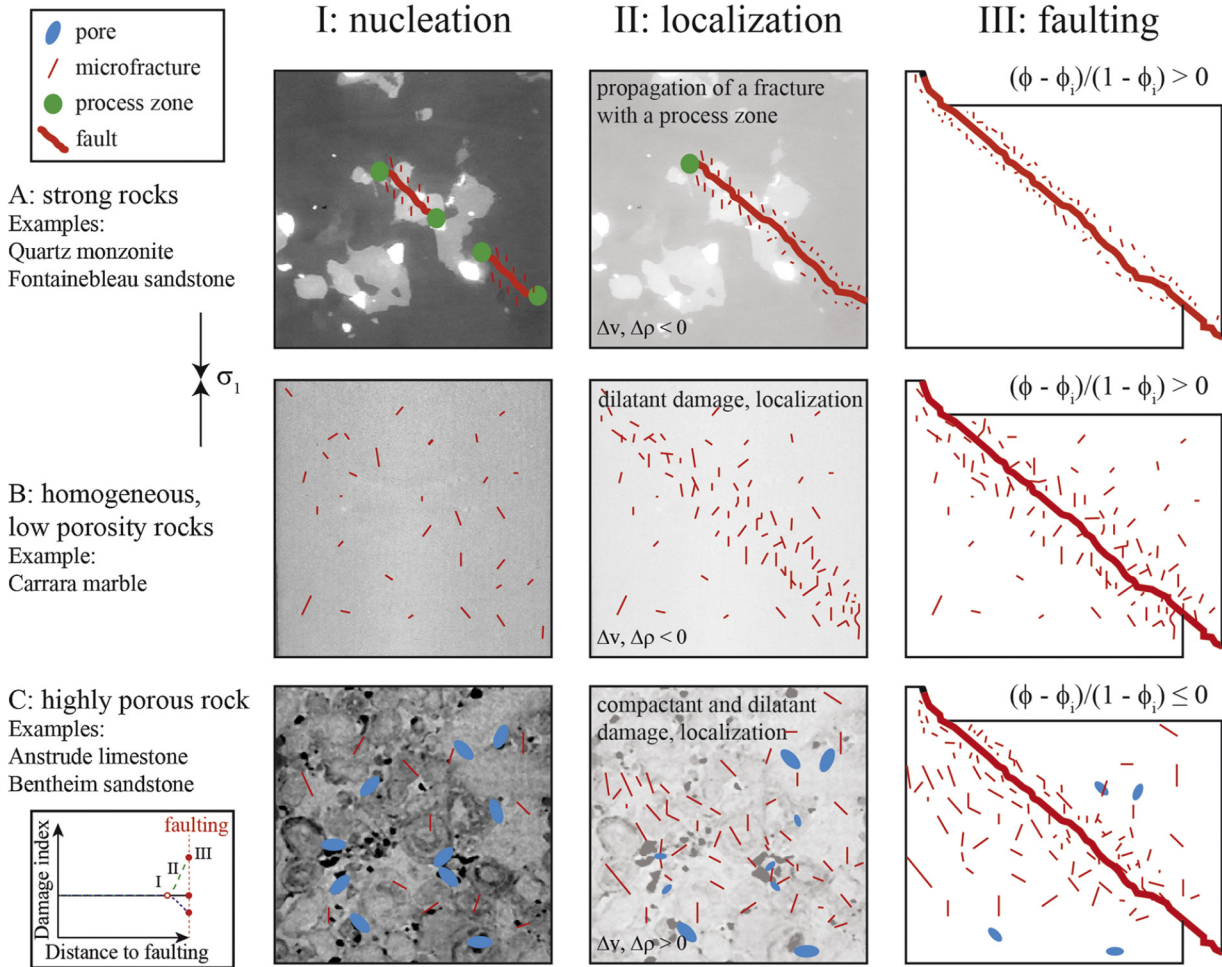 I: nucleation
II: localization
III: faulting
pore
microfracture
process zone
fault
A: strong rocks
Examples:
Quartz monzonite
Fontainebleau sandstone
propagation of a fracture
with a process zone
Δv, Δρ < 0
(ϕ - ϕᵢ)/(1 - ϕᵢ) > 0
σ₁
B: homogeneous,
low porosity rocks
Example:
Carrara marble
dilatant damage, localization
Δv, Δρ < 0
(ϕ - ϕᵢ)/(1 - ϕᵢ) > 0
C: highly porous rock
Examples:
Anstrude limestone
Bentheim sandstone
compactant and dilatant
damage, localization
Δv, Δρ > 0
(ϕ - ϕᵢ)/(1 - ϕᵢ) ≤ 0
Damage index
faulting
I
II
III
Distance to faulting